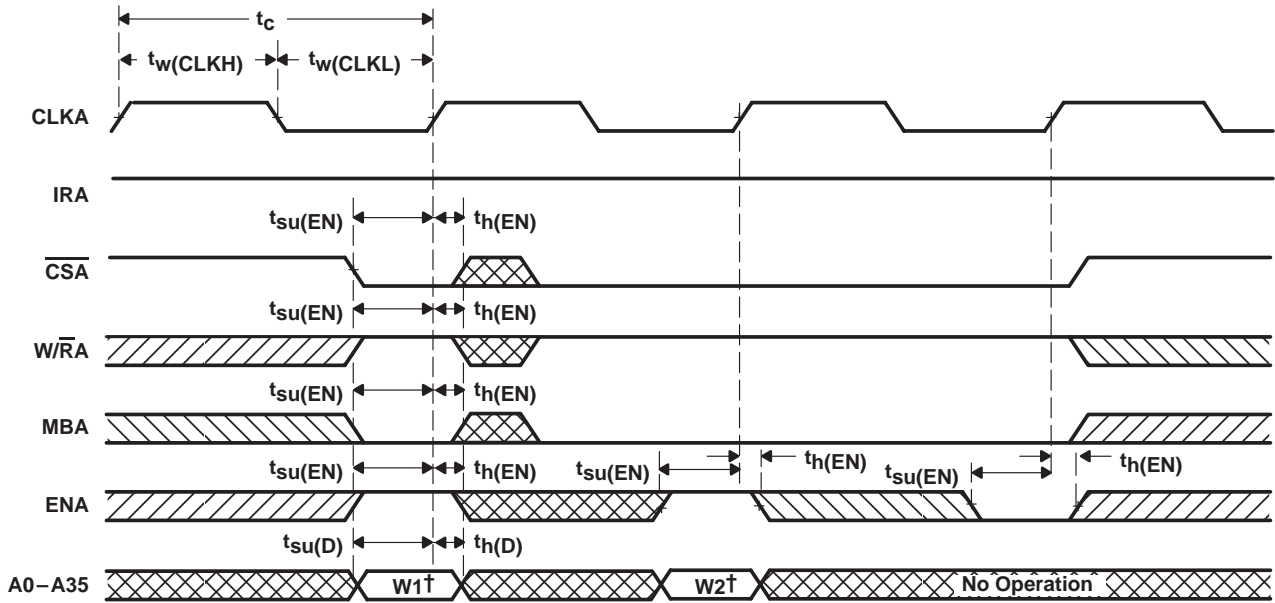 tc
tw(CLKH) tw(CLKL)
CLKA
IRA
tsu(EN) th(EN)
CSA
tsu(EN) th(EN)
W/RA
tsu(EN) th(EN)
MBA
tsu(EN) th(EN) tsu(EN) th(EN) tsu(EN) th(EN)
ENA
tsu(D) th(D)
A0–A35 W1† W2† No Operation